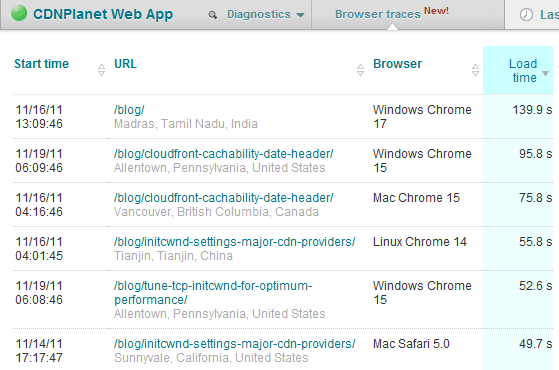 CDNPlanet Web App Diagnostics Browser traces New! Las
Start time URL Browser Load time
11/16/11 13:09:46 /blog/ Windows Chrome 17 139.9 s
Madras, Tamil Nadu, India
11/19/11 06:09:46 /blog/cloudfront-cachability-date-header/ Windows Chrome 15 95.8 s
Allentown, Pennsylvania, United States
11/16/11 04:16:46 /blog/cloudfront-cachability-date-header/ Mac Chrome 15 75.8 s
Vancouver, British Columbia, Canada
11/16/11 04:01:45 /blog/initcwnd-settings-major-cdn-providers/ Linux Chrome 14 55.8 s
Tianjin, Tianjin, China
11/19/11 06:08:46 /blog/tune-tcp-initcwnd-for-optimum-performance/ Windows Chrome 15 52.6 s
Allentown, Pennsylvania, United States
11/14/11 17:17:47 /blog/initcwnd-settings-major-cdn-providers/ Mac Safari 5.0 49.7 s
Sunnyvale, California, United States